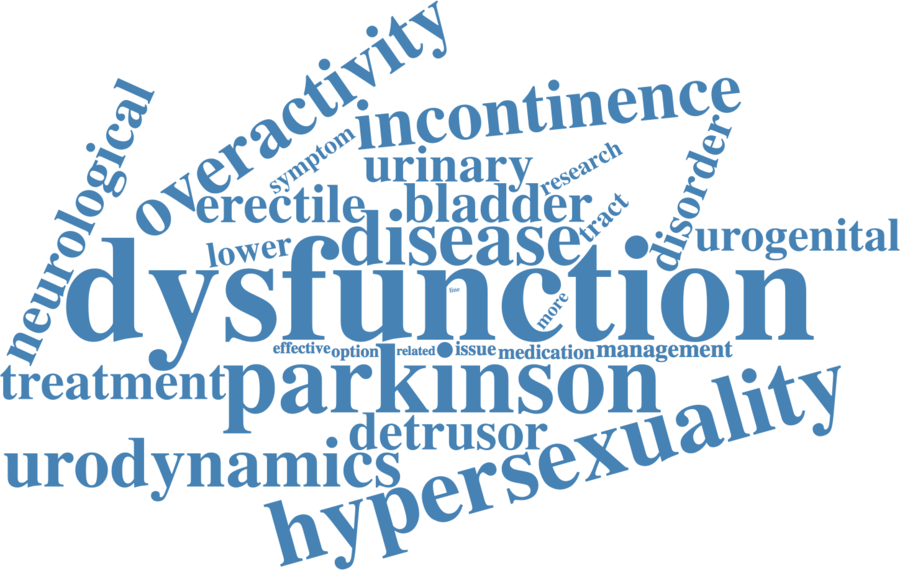 overactivity
neurological
incontinence
symptom
urinary
research
disorder
erectile
bladder
tract
lower
disease
urogenital
dysfunction
more
effective
option
related
issue
medication
management
treatment
parkinson
detrusor
urodynamics
hypersexuality